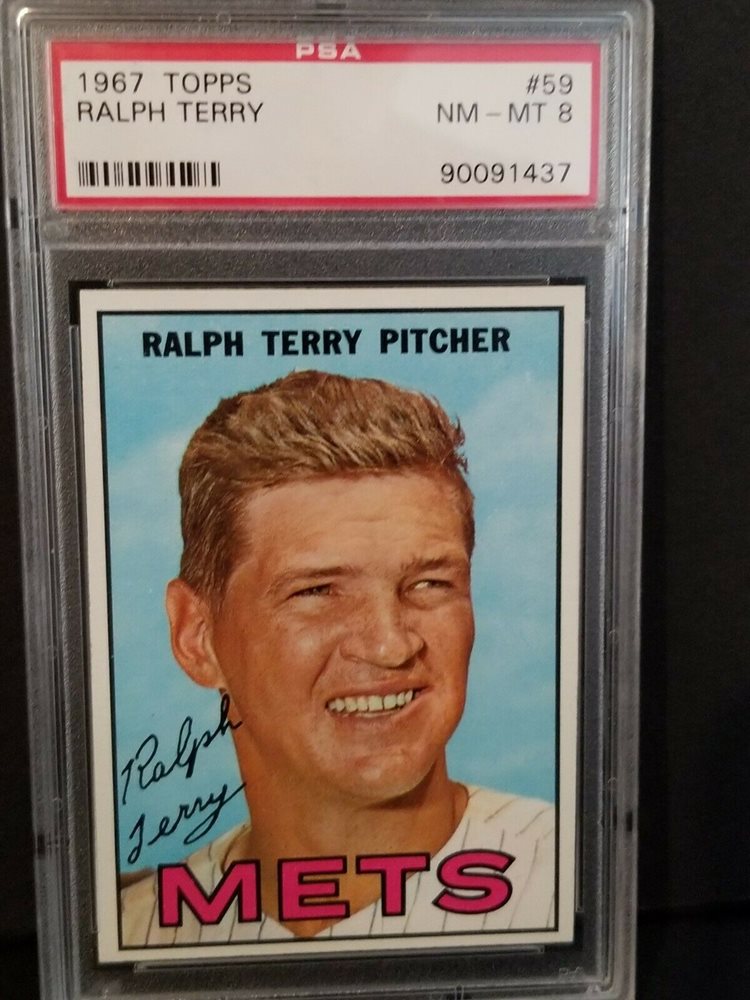 PSA
1967 TOPPS #59
RALPH TERRY NM - MT 8
90091437
RALPH TERRY PITCHER
Ralph
Terry
METS